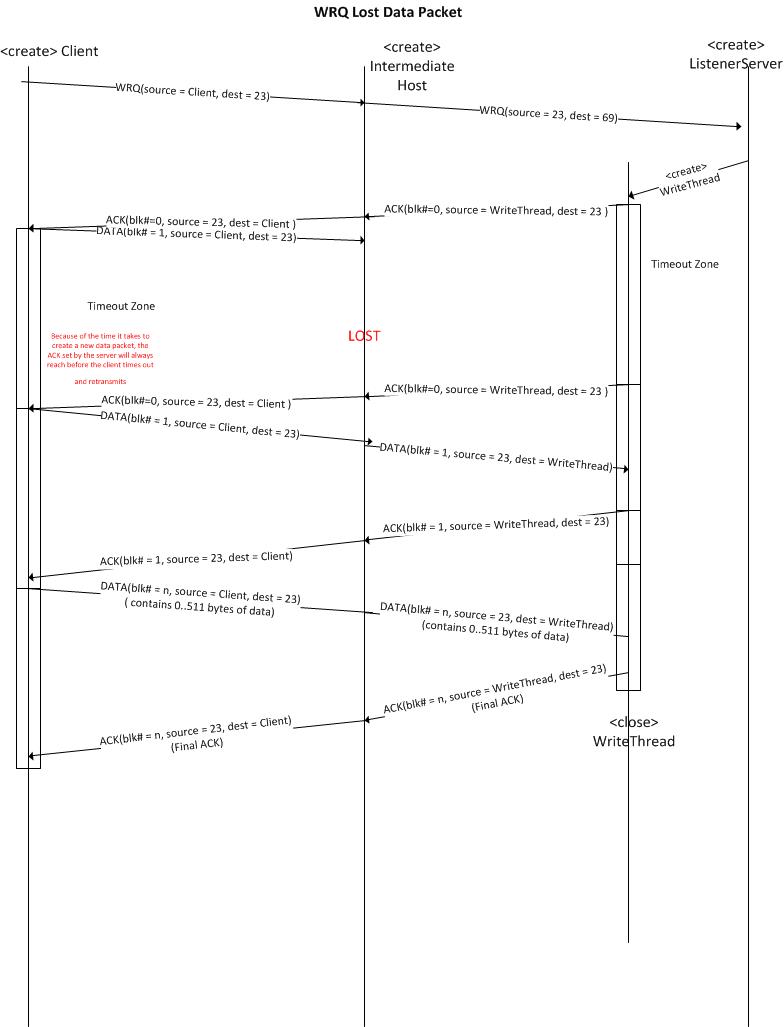 WRQ Lost Data Packet
<create> Client
<create>
Intermediate
Host
<create>
ListenerServer
WRQ(source = Client, dest = 23)
WRQ(source = 23, dest = 69)
<create>
WriteThread
ACK(blk#=0, source = WriteThread, dest = 23 )
ACK(blk#=0, source = 23, dest = Client )
DATA(blk# = 1, source = Client, dest = 23)
Timeout Zone
Timeout Zone
Because of the time it takes to
create a new data packet, the
ACK set by the server will always
reach before the client times out
and retransmits
LOST
ACK(blk#=0, source = WriteThread, dest = 23 )
ACK(blk#=0, source = 23, dest = Client )
DATA(blk# = 1, source = Client, dest = 23)
DATA(blk# = 1, source = 23, dest = WriteThread)
ACK(blk# = 1, source = WriteThread, dest = 23)
ACK(blk# = 1, source = 23, dest = Client)
DATA(blk# = n, source = Client, dest = 23)
( contains 0..511 bytes of data)
DATA(blk# = n, source = 23, dest = WriteThread)
(contains 0..511 bytes of data)
ACK(blk# = n, source = WriteThread, dest = 23)
(Final ACK)
ACK(blk# = n, source = 23, dest = Client)
(Final ACK)
<close>
WriteThread